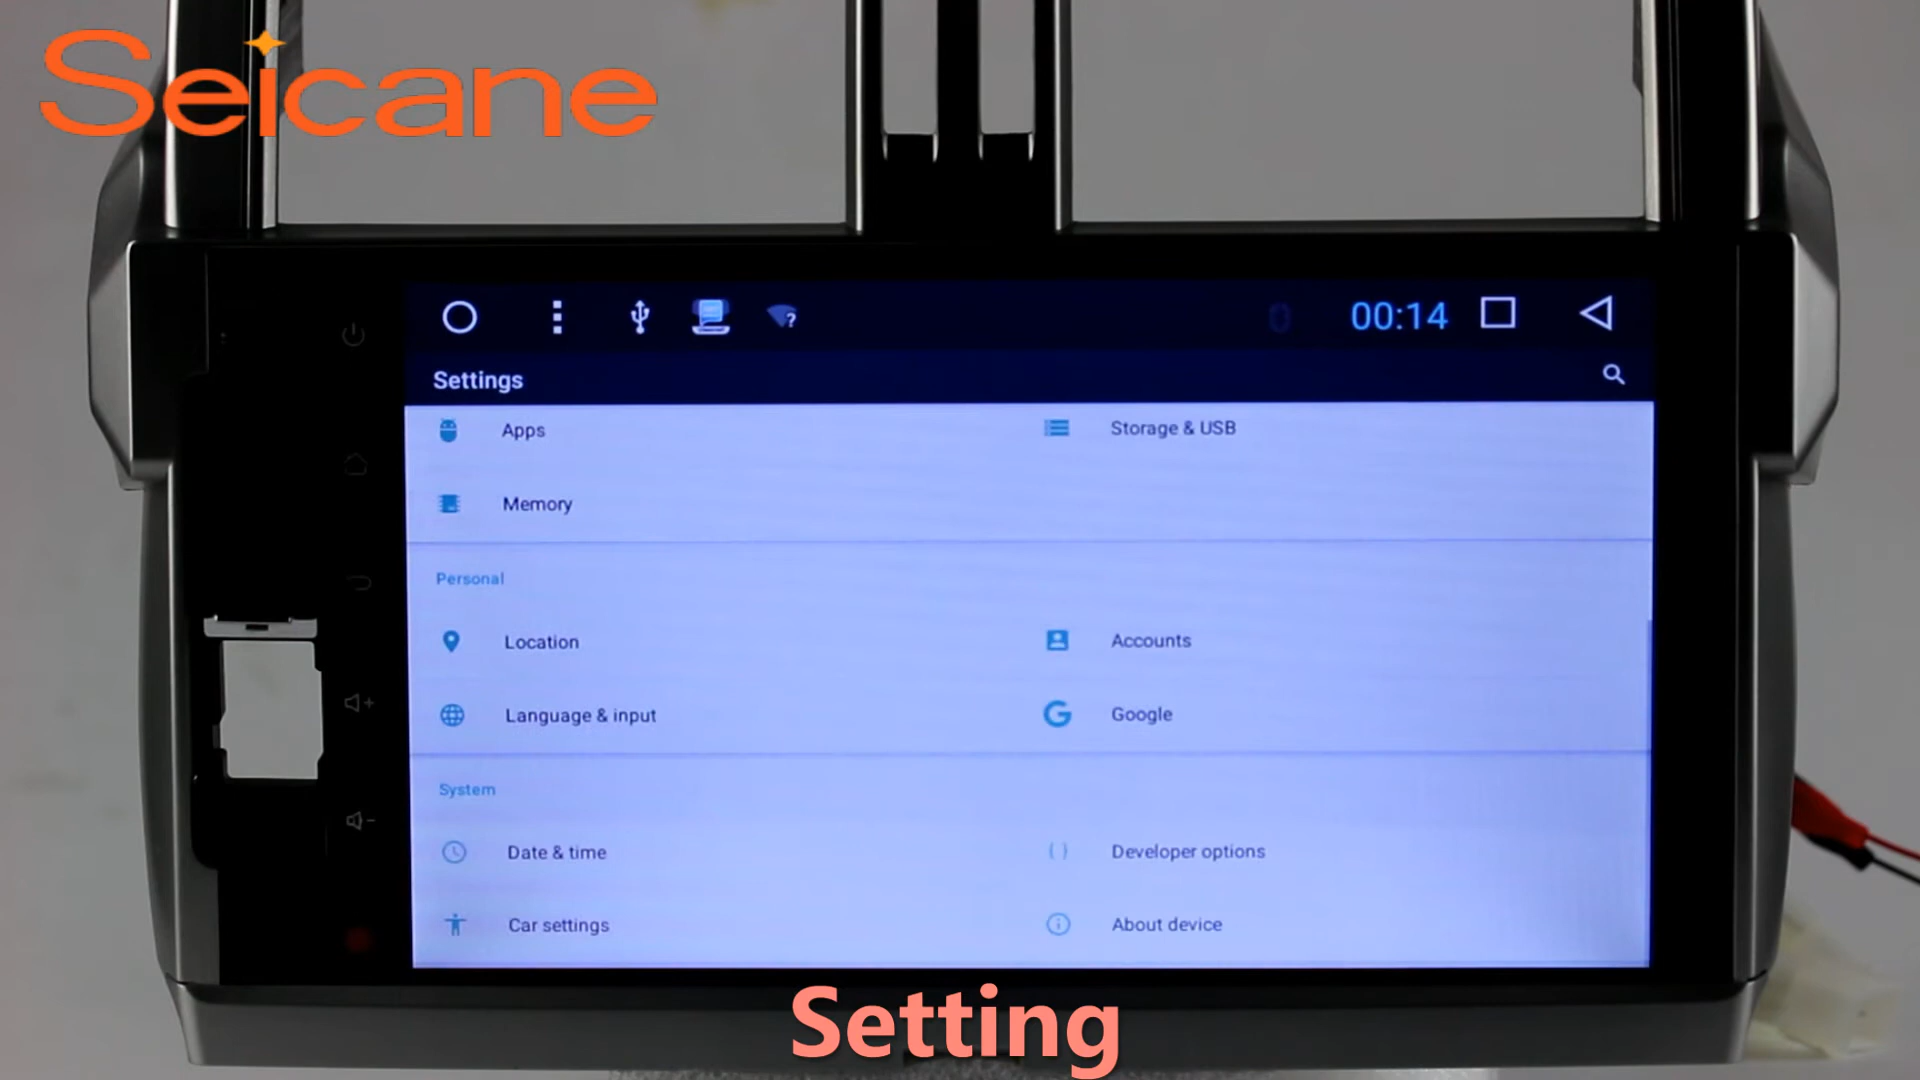 Seicane
00:14
Settings
Apps
Storage & USB
Memory
Personal
Location
Accounts
Language & input
Google
System
Date & time
Developer options
Car settings
About device
Setting